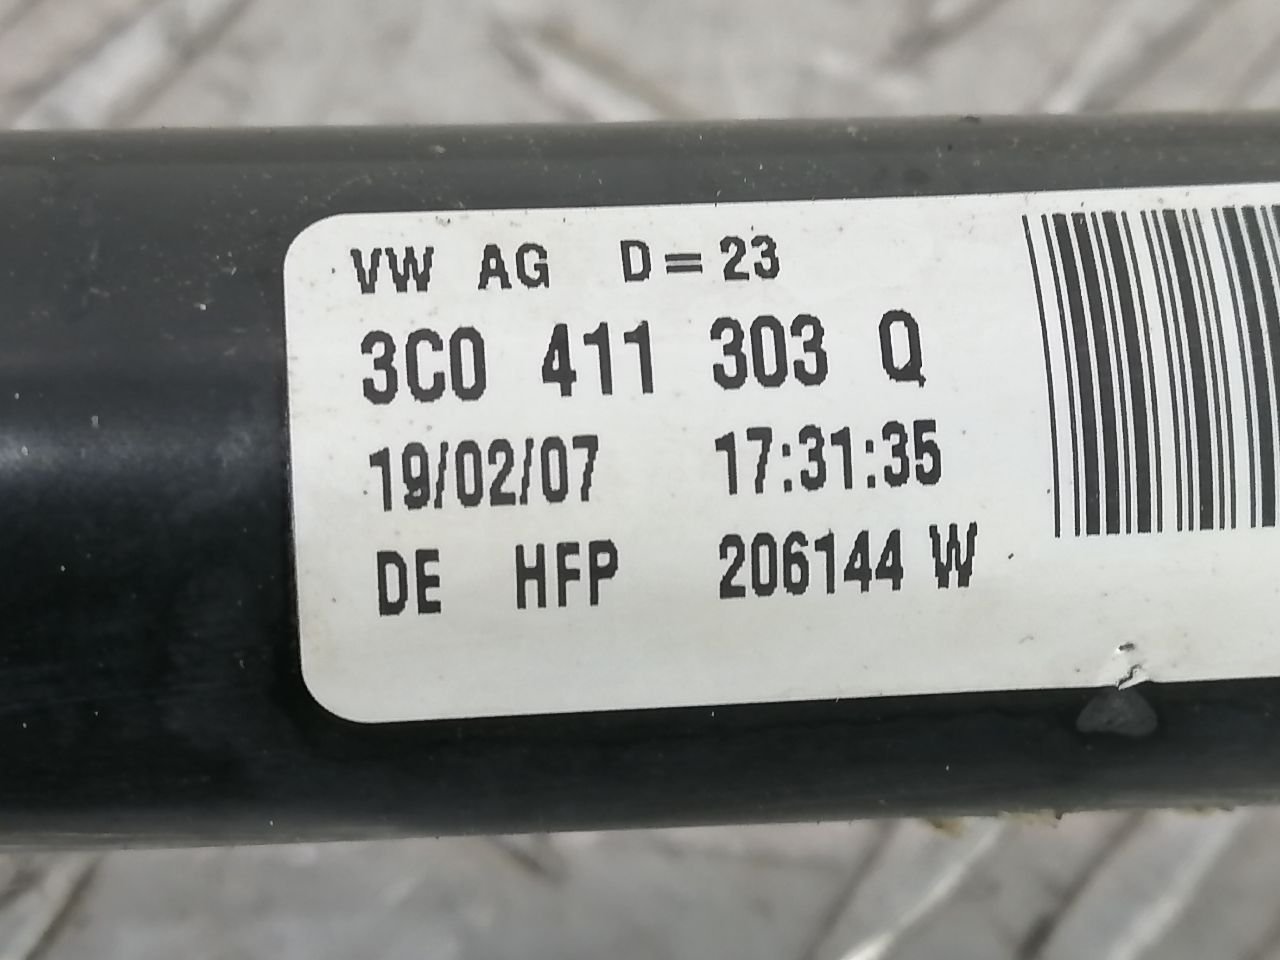 VW AG D=23
3C0 411 303 Q
19/02/07 17:31:35
DE HFP 206144 W